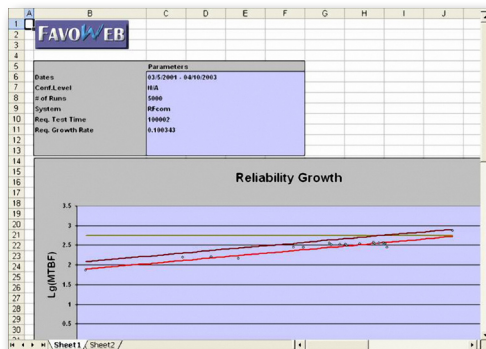 A B C D E F G H I J
1
2 FAVOWEB
3
4
5 Parameters
6 Dates 03/5/2001 - 04/10/2003
7 Conf.Level N/A
8 # of Runs 5000
9 System RFcom
10 Req. Test Time 100002
11 Req. Growth Rate 0.100343
12
13
14
15 Reliability Growth
16
17
18 3.5
19
20 3
21
22 2.5
23
24 2
25
26 1.5
27
28 1
29
30 0.5
Lg(MTBF)
Sheet1 / Sheet2 /